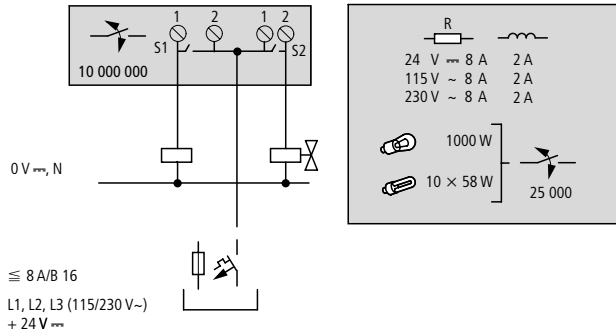 1 2 1 2
S1 S2
10 000 000
0 V ⎓, N
≦ 8 A/B 16
L1, L2, L3 (115/230 V~)
+ 24 V ⎓
R
24 V ⎓ 8 A 2 A
115 V ~ 8 A 2 A
230 V ~ 8 A 2 A
1000 W
10 × 58 W
25 000